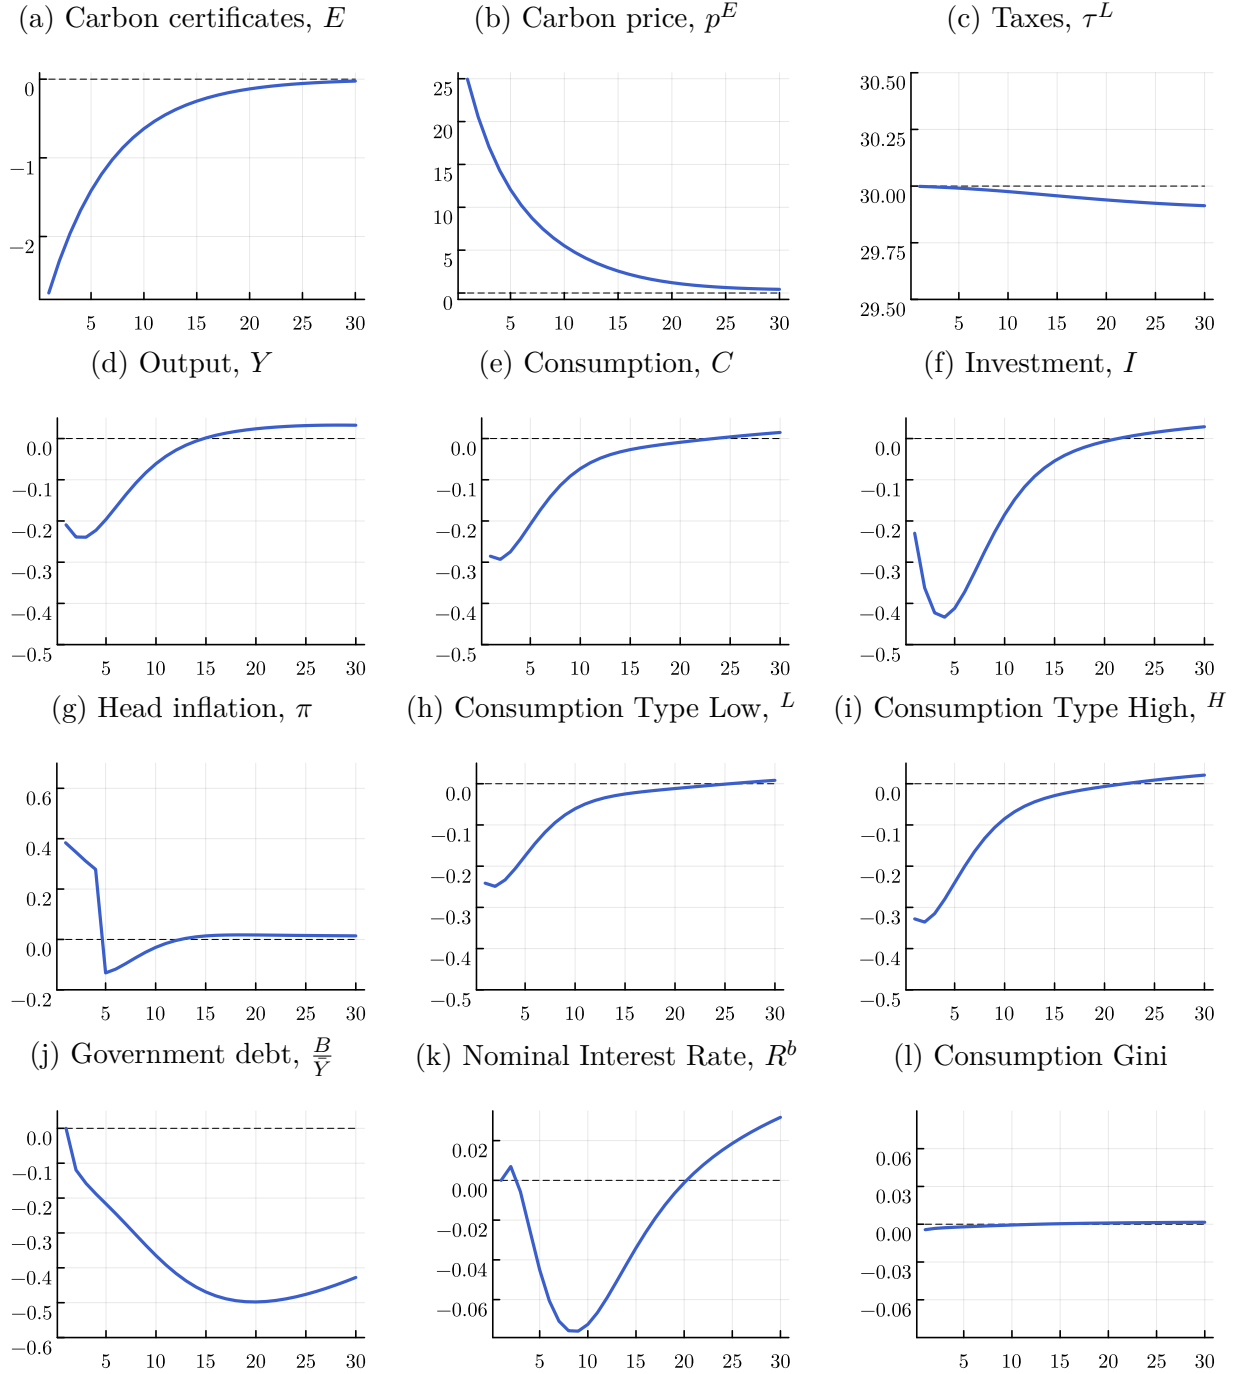 (a) Carbon certificates, E
(b) Carbon price, p^E
(c) Taxes, τ^L
0
−1
−2
5 10 15 20 25 30
25
20
15
10
5
0
5 10 15 20 25 30
30.50
30.25
30.00
29.75
29.50
5 10 15 20 25 30
(d) Output, Y
(e) Consumption, C
(f) Investment, I
0.0
−0.1
−0.2
−0.3
−0.4
−0.5
5 10 15 20 25 30
0.0
−0.1
−0.2
−0.3
−0.4
−0.5
5 10 15 20 25 30
0.0
−0.1
−0.2
−0.3
−0.4
−0.5
5 10 15 20 25 30
(g) Head inflation, π
(h) Consumption Type Low, ^L
(i) Consumption Type High, ^H
0.6
0.4
0.2
0.0
−0.2
5 10 15 20 25 30
0.0
−0.1
−0.2
−0.3
−0.4
−0.5
5 10 15 20 25 30
0.0
−0.1
−0.2
−0.3
−0.4
−0.5
5 10 15 20 25 30
(j) Government debt, B/Ȳ
(k) Nominal Interest Rate, R^b
(l) Consumption Gini
0.0
−0.1
−0.2
−0.3
−0.4
−0.5
−0.6
5 10 15 20 25 30
0.02
0.00
−0.02
−0.04
−0.06
5 10 15 20 25 30
0.06
0.03
0.00
−0.03
−0.06
5 10 15 20 25 30